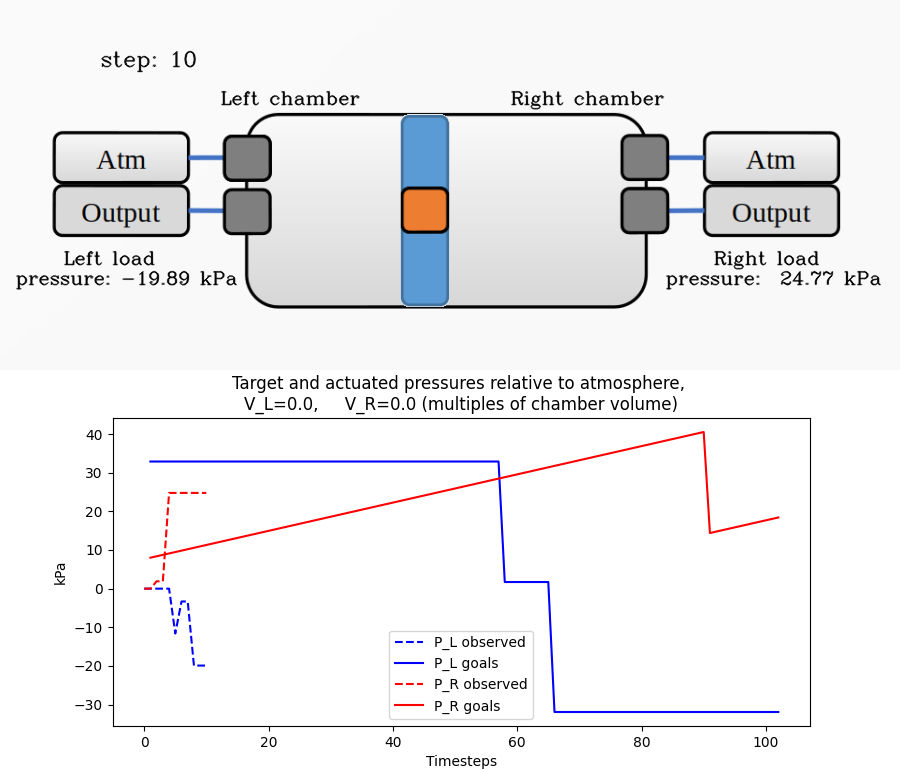 step: 10
Left chamber
Right chamber
Atm
Atm
Output
Output
Left load
pressure: -19.89 kPa
Right load
pressure: 24.77 kPa
Target and actuated pressures relative to atmosphere,
V_L=0.0, V_R=0.0 (multiples of chamber volume)
40
30
20
10
0
−10
−20
−30
kPa
P_L observed
P_L goals
P_R observed
P_R goals
0 20 40 60 80 100
Timesteps